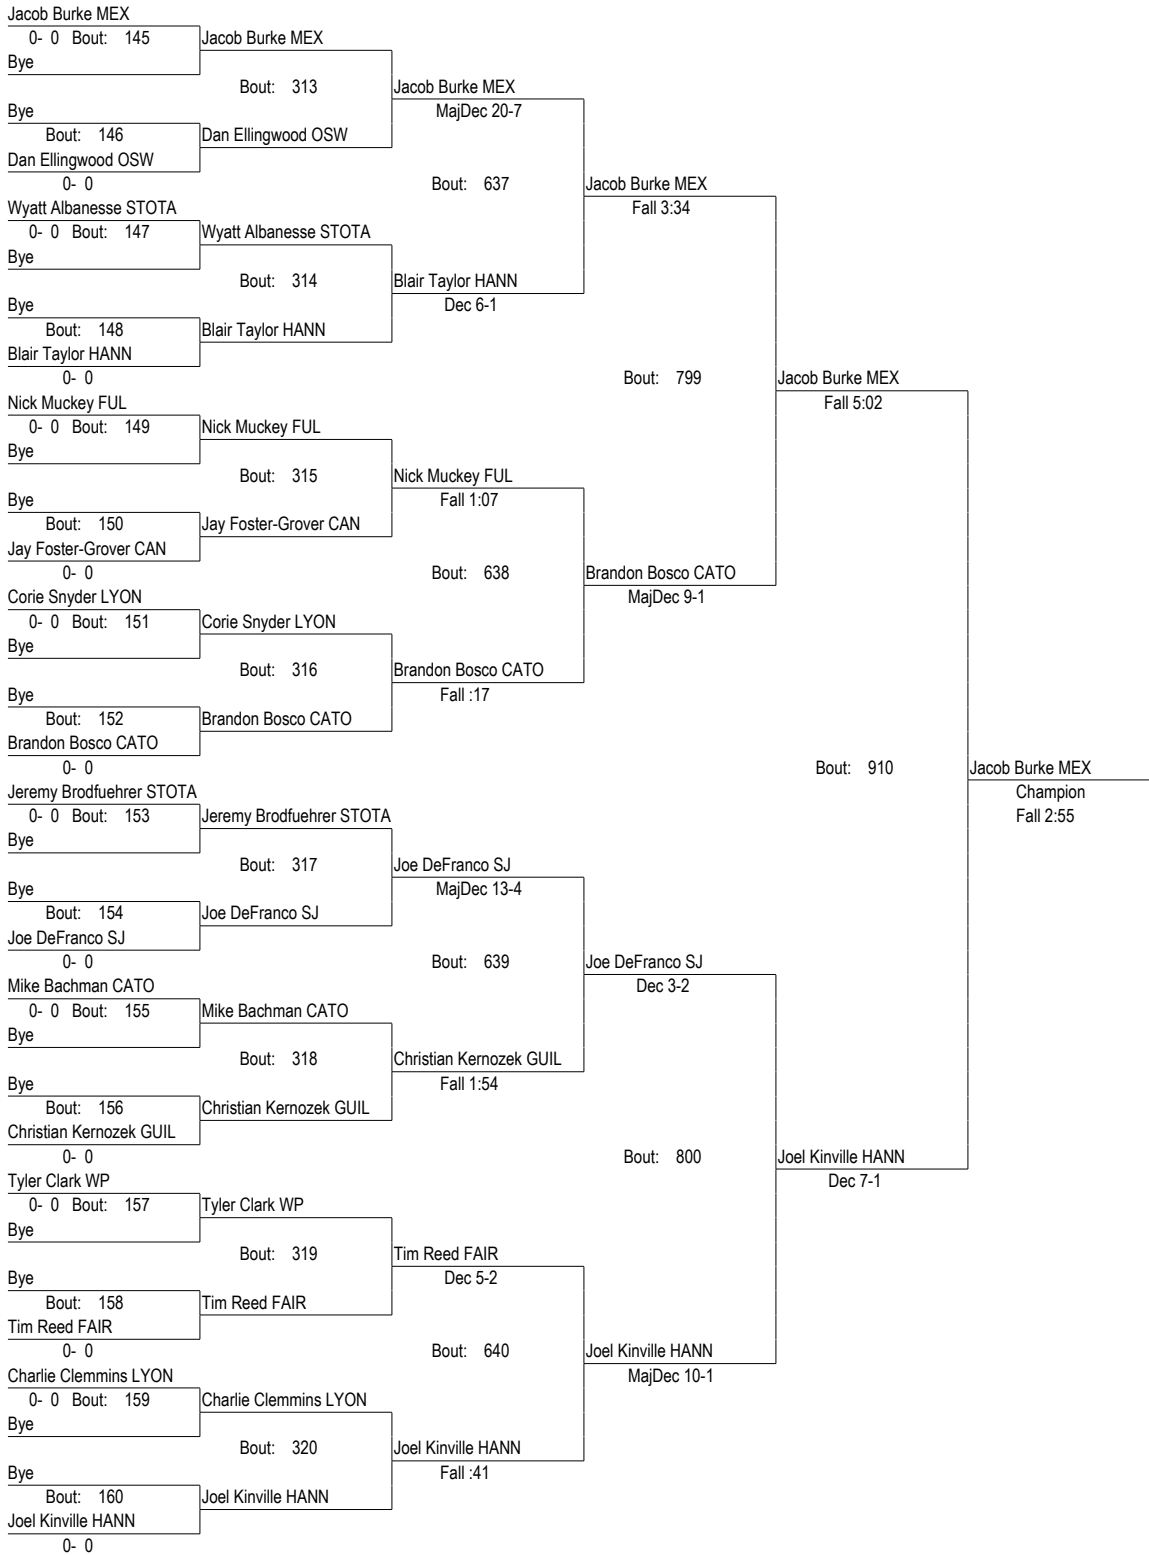 Jacob Burke MEX
0- 0 Bout: 145 Jacob Burke MEX
Bye
Bout: 313 Jacob Burke MEX
Bye MajDec 20-7
Bout: 146 Dan Ellingwood OSW
Dan Ellingwood OSW
0- 0 Bout: 637 Jacob Burke MEX
Wyatt Albanesse STOTA Fall 3:34
0- 0 Bout: 147 Wyatt Albanesse STOTA
Bye
Bout: 314 Blair Taylor HANN
Bye Dec 6-1
Bout: 148 Blair Taylor HANN
Blair Taylor HANN
0- 0 Bout: 799 Jacob Burke MEX
Nick Muckey FUL Fall 5:02
0- 0 Bout: 149 Nick Muckey FUL
Bye
Bout: 315 Nick Muckey FUL
Bye Fall 1:07
Bout: 150 Jay Foster-Grover CAN
Jay Foster-Grover CAN
0- 0 Bout: 638 Brandon Bosco CATO
Corie Snyder LYON MajDec 9-1
0- 0 Bout: 151 Corie Snyder LYON
Bye
Bout: 316 Brandon Bosco CATO
Bye Fall :17
Bout: 152 Brandon Bosco CATO
Brandon Bosco CATO
0- 0 Bout: 910 Jacob Burke MEX
Jeremy Brodfuehrer STOTA Champion
0- 0 Bout: 153 Jeremy Brodfuehrer STOTA Fall 2:55
Bye
Bout: 317 Joe DeFranco SJ
Bye MajDec 13-4
Bout: 154 Joe DeFranco SJ
Joe DeFranco SJ
0- 0 Bout: 639 Joe DeFranco SJ
Mike Bachman CATO Dec 3-2
0- 0 Bout: 155 Mike Bachman CATO
Bye
Bout: 318 Christian Kernozek GUIL
Bye Fall 1:54
Bout: 156 Christian Kernozek GUIL
Christian Kernozek GUIL
0- 0 Bout: 800 Joel Kinville HANN
Tyler Clark WP Dec 7-1
0- 0 Bout: 157 Tyler Clark WP
Bye
Bout: 319 Tim Reed FAIR
Bye Dec 5-2
Bout: 158 Tim Reed FAIR
Tim Reed FAIR
0- 0 Bout: 640 Joel Kinville HANN
Charlie Clemmins LYON MajDec 10-1
0- 0 Bout: 159 Charlie Clemmins LYON
Bye
Bout: 320 Joel Kinville HANN
Bye Fall :41
Bout: 160 Joel Kinville HANN
Joel Kinville HANN
0- 0